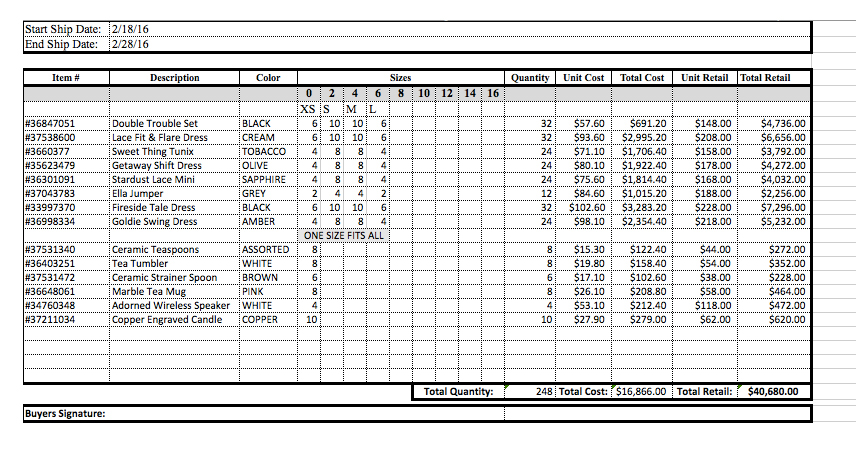 Start Ship Date: 2/18/16
End Ship Date: 2/28/16
Item # Description Color Sizes Quantity Unit Cost Total Cost Unit Retail Total Retail
0 2 4 6 8 10 12 14 16
XS S M L
#36847051 Double Trouble Set BLACK 6 10 10 6 32 $57.60 $691.20 $148.00 $4,736.00
#37538600 Lace Fit & Flare Dress CREAM 6 10 10 6 32 $93.60 $2,995.20 $208.00 $6,656.00
#3660377 Sweet Thing Tunix TOBACCO 4 8 8 4 24 $71.10 $1,706.40 $158.00 $3,792.00
#35623479 Getaway Shift Dress OLIVE 4 8 8 4 24 $80.10 $1,922.40 $178.00 $4,272.00
#36301091 Stardust Lace Mini SAPPHIRE 4 8 8 4 24 $75.60 $1,814.40 $168.00 $4,032.00
#37043783 Ella Jumper GREY 2 4 4 2 12 $84.60 $1,015.20 $188.00 $2,256.00
#33997370 Fireside Tale Dress BLACK 6 10 10 6 32 $102.60 $3,283.20 $228.00 $7,296.00
#36998334 Goldie Swing Dress AMBER 4 8 8 4 24 $98.10 $2,354.40 $218.00 $5,232.00
ONE SIZE FITS ALL
#37531340 Ceramic Teaspoons ASSORTED 8 8 $15.30 $122.40 $44.00 $272.00
#36403251 Tea Tumbler WHITE 8 8 $19.80 $158.40 $54.00 $352.00
#37531472 Ceramic Strainer Spoon BROWN 6 6 $17.10 $102.60 $38.00 $228.00
#36648061 Marble Tea Mug PINK 8 8 $26.10 $208.80 $58.00 $464.00
#34760348 Adorned Wireless Speaker WHITE 4 4 $53.10 $212.40 $118.00 $472.00
#37211034 Copper Engraved Candle COPPER 10 10 $27.90 $279.00 $62.00 $620.00
Total Quantity: 248 Total Cost: $16,866.00 Total Retail: $40,680.00
Buyers Signature: